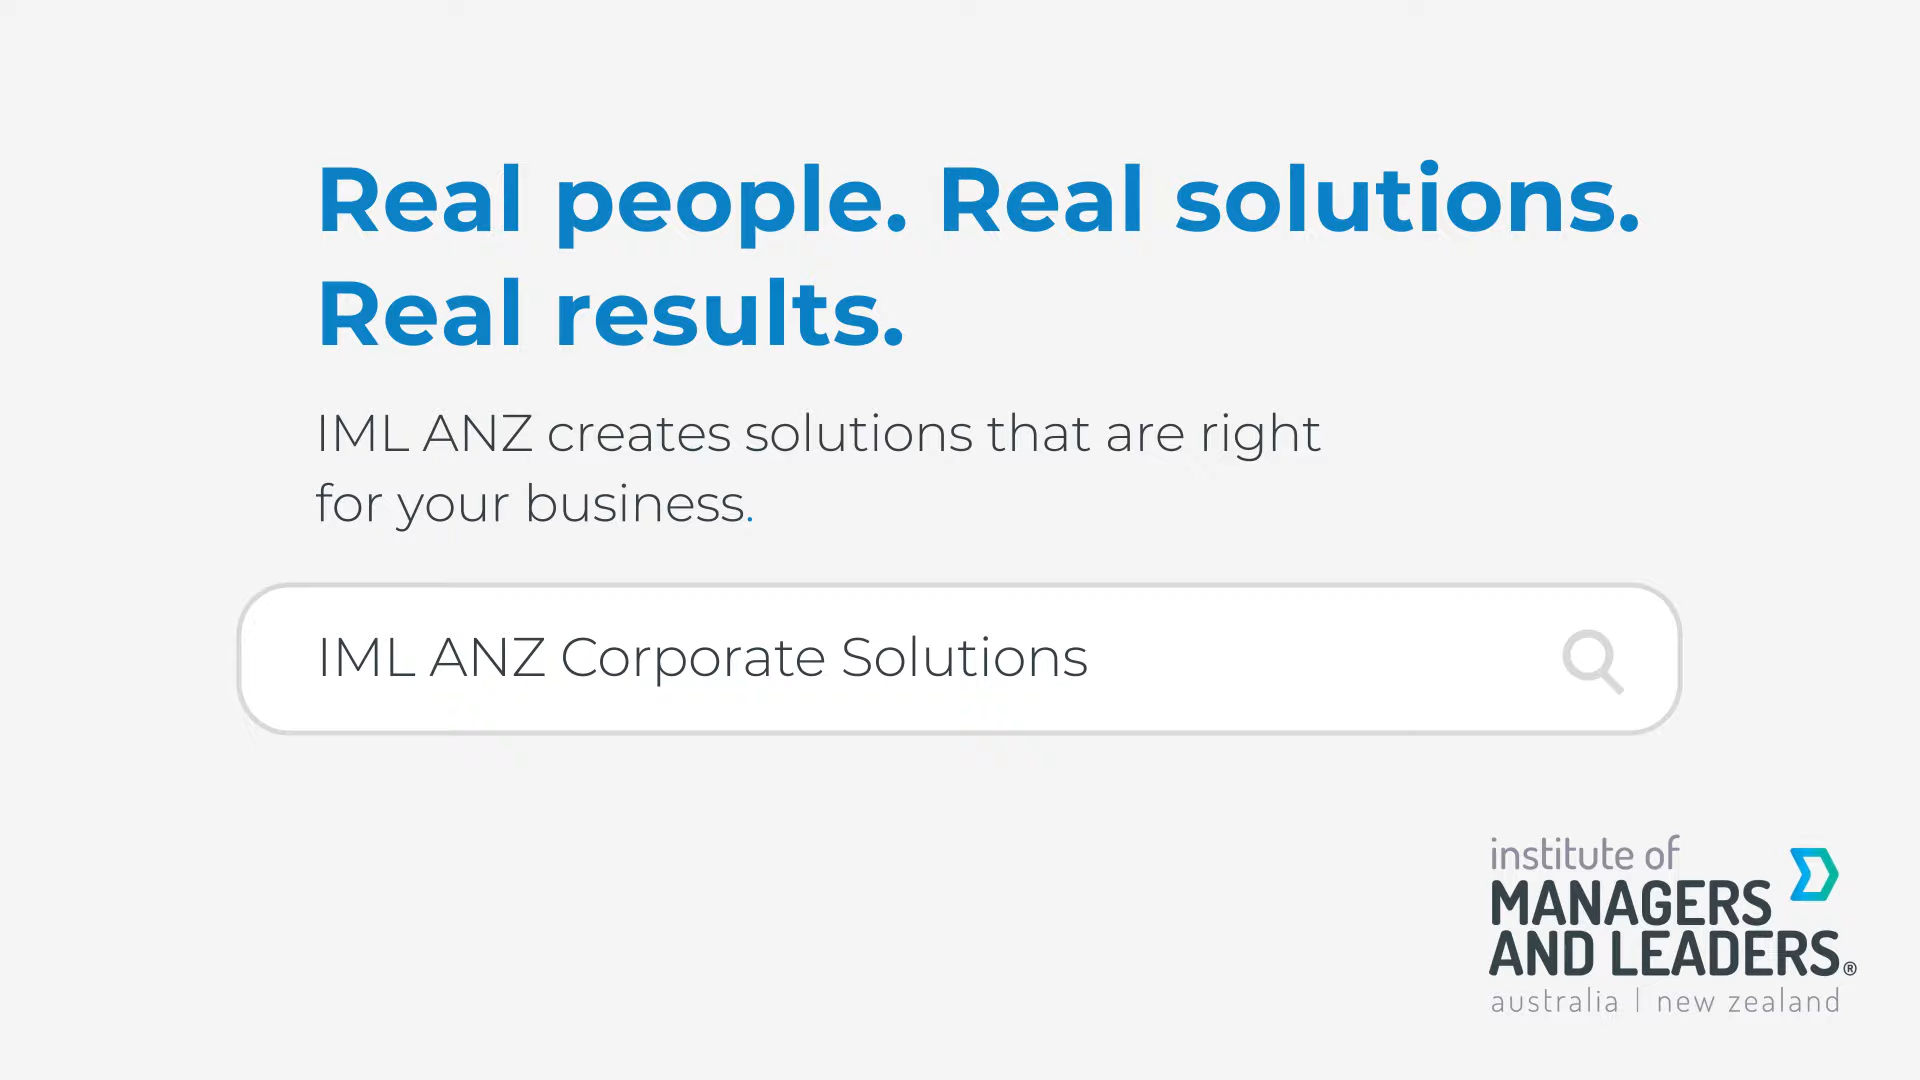 Real people. Real solutions.
Real results.
IML ANZ creates solutions that are right
for your business.
IML ANZ Corporate Solutions
institute of
MANAGERS
AND LEADERS®
australia | new zealand